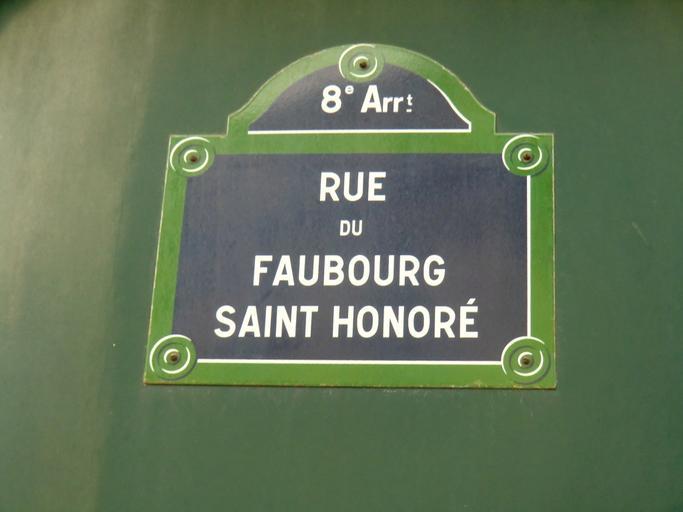 8e Arrt
RUE
DU
FAUBOURG
SAINT HONORÉ